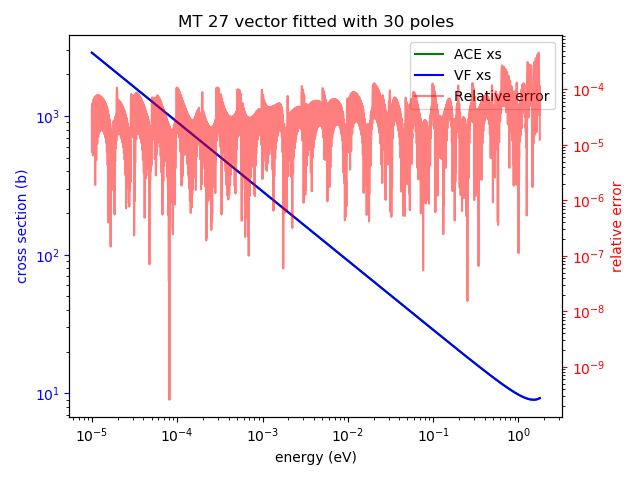 MT 27 vector fitted with 30 poles
ACE xs
VF xs
Relative error
cross section (b)
10³
10²
10¹
10⁻⁴
10⁻⁵
10⁻⁶
10⁻⁷
10⁻⁸
10⁻⁹
relative error
10⁻⁵ 10⁻⁴ 10⁻³ 10⁻² 10⁻¹ 10⁰
energy (eV)